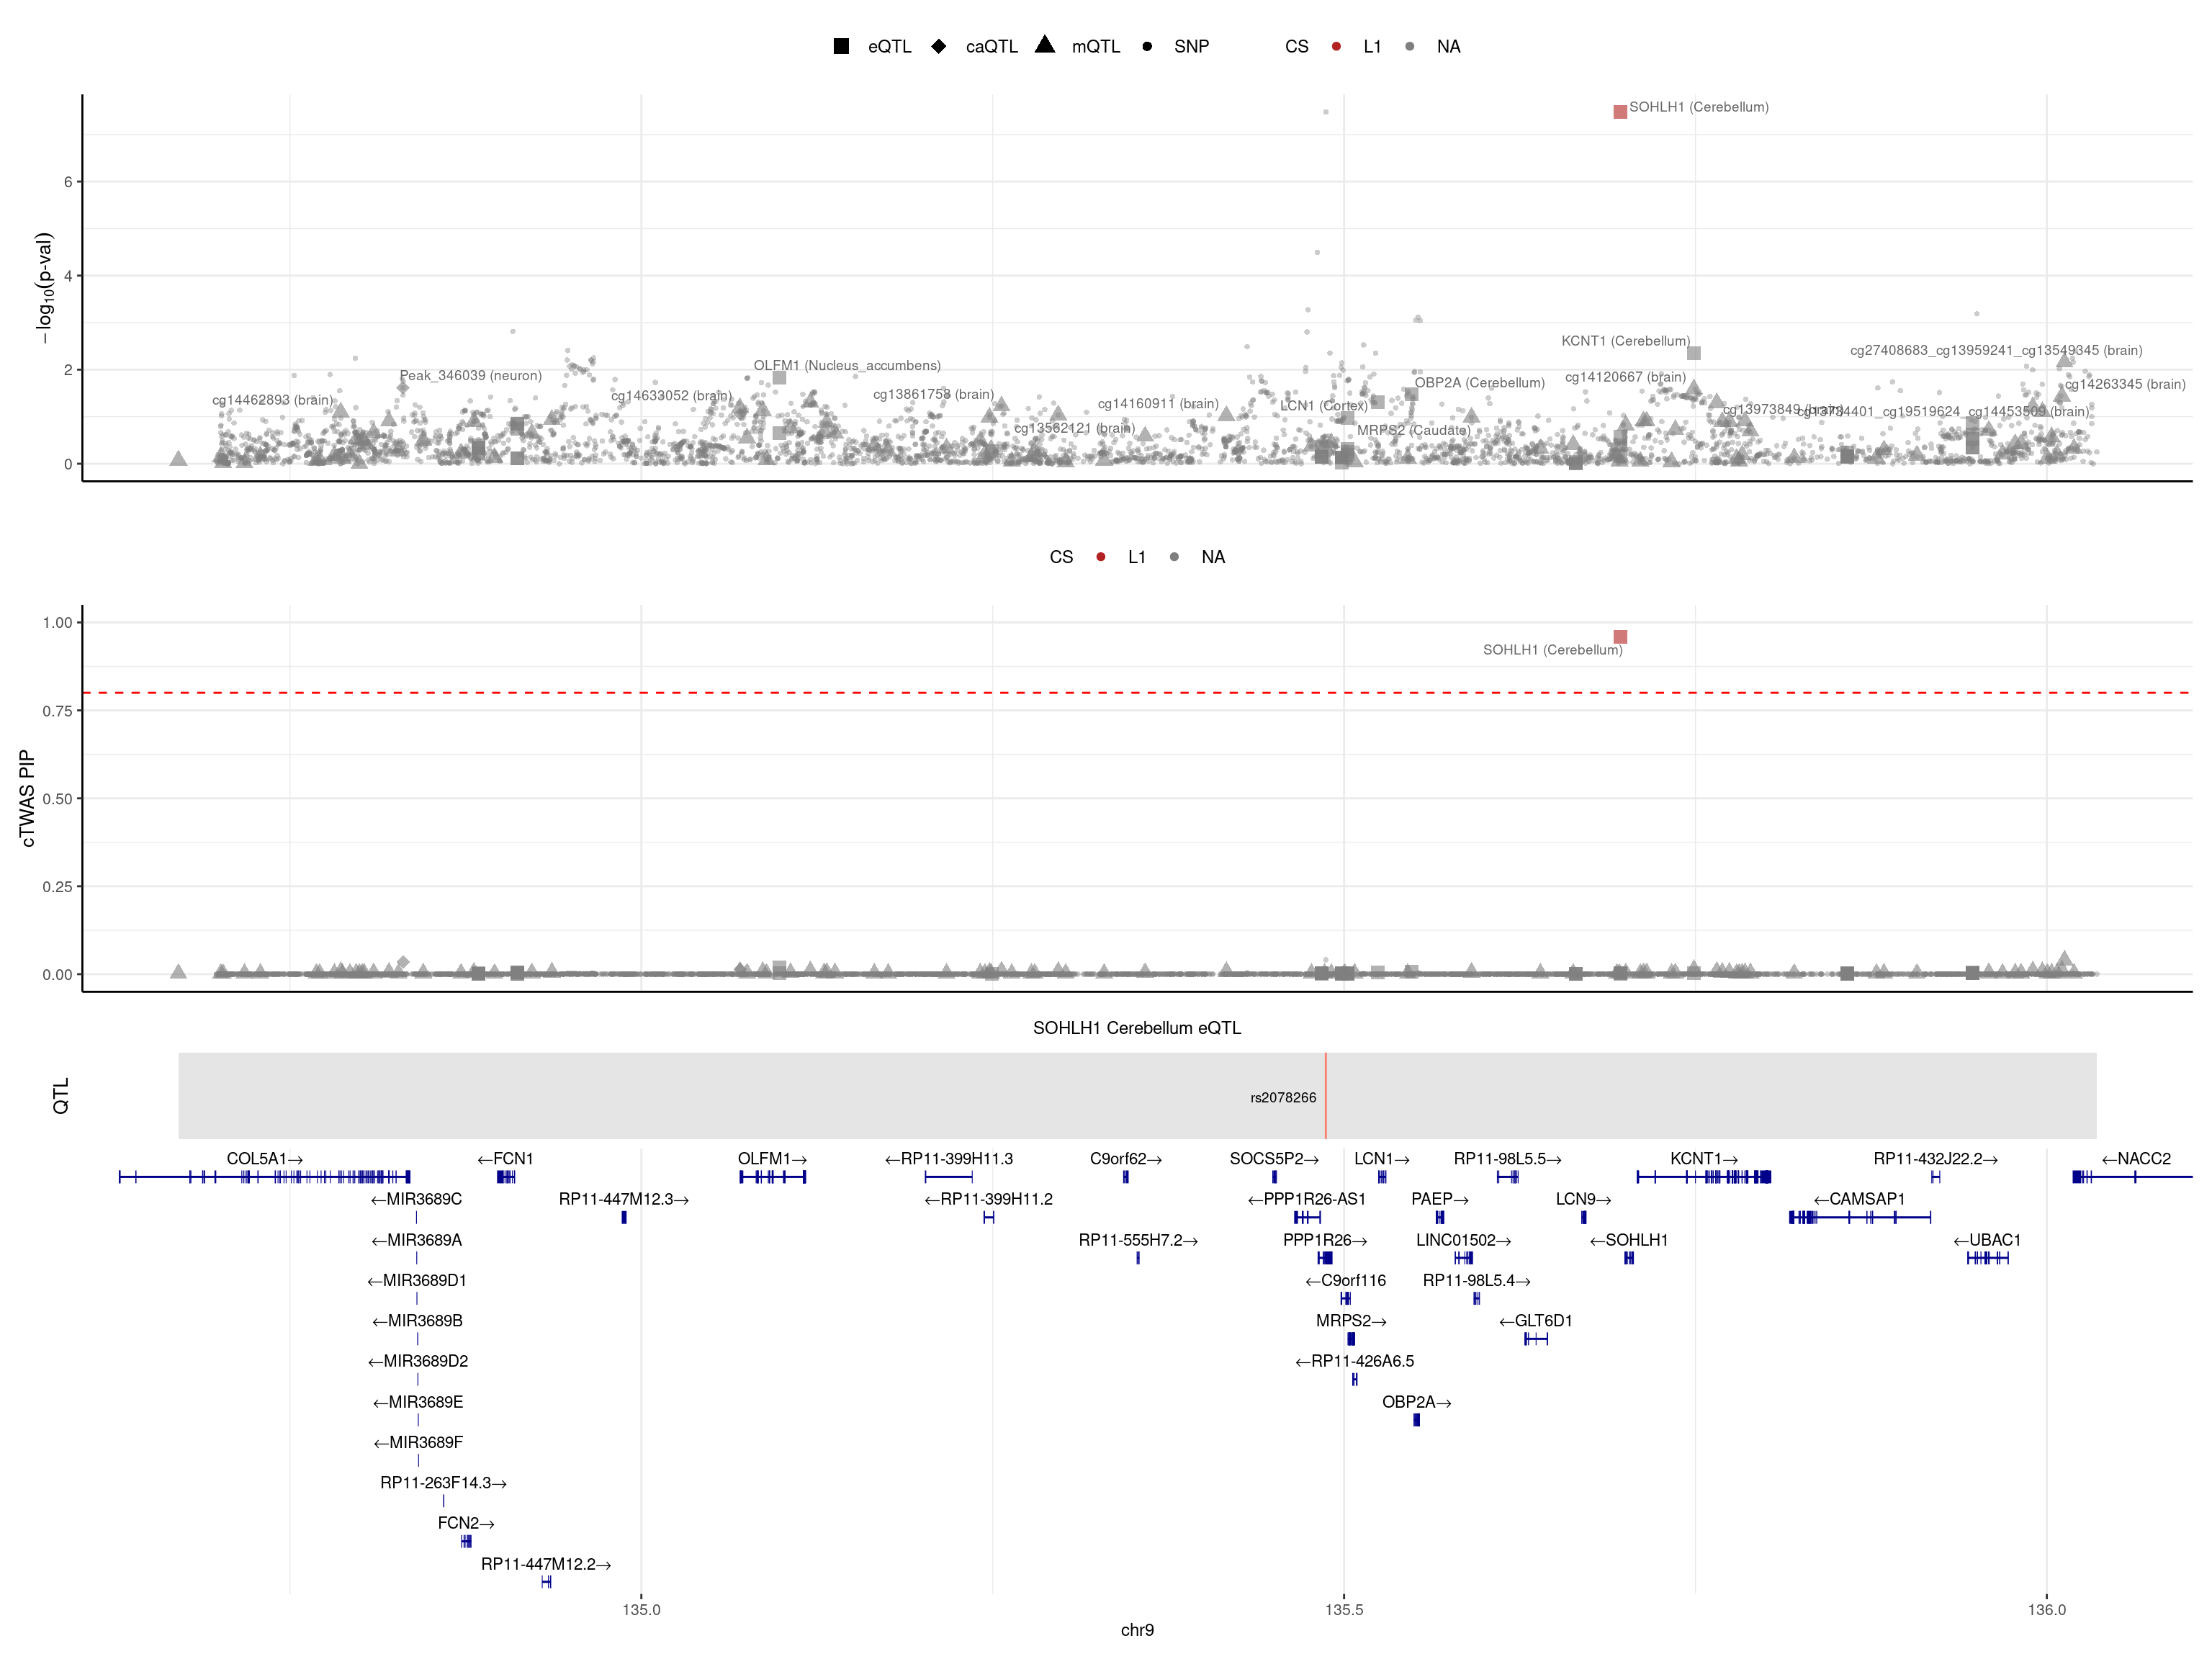 eQTL caQTL mQTL SNP CS L1 NA
−log10(p-val)
6
4
2
0
SOHLH1 (Cerebellum)
KCNT1 (Cerebellum)
cg27408683_cg13959241_cg13549345 (brain)
OLFM1 (Nucleus_accumbens)
Peak_346039 (neuron)
cg14120667 (brain)
OBP2A (Cerebellum)
cg14263345 (brain)
cg14462893 (brain)
cg14633052 (brain)
cg13861758 (brain)
cg14160911 (brain)
LCN1 (Cortex)
cg13973849 (brain)
cg13784401_cg19519624_cg14453509 (brain)
cg13562121 (brain)
MRPS2 (Caudate)
CS L1 NA
cTWAS PIP
1.00
0.75
0.50
0.25
0.00
SOHLH1 (Cerebellum)
SOHLH1 Cerebellum eQTL
QTL
rs2078266
COL5A1→ ←FCN1 OLFM1→ ←RP11-399H11.3 C9orf62→ SOCS5P2→ LCN1→ RP11-98L5.5→ KCNT1→ RP11-432J22.2→ ←NACC2
←MIR3689C RP11-447M12.3→ ←RP11-399H11.2 ←PPP1R26-AS1 PAEP→ LCN9→ ←CAMSAP1
←MIR3689A RP11-555H7.2→ PPP1R26→ LINC01502→ ←SOHLH1 ←UBAC1
←MIR3689D1 ←C9orf116 RP11-98L5.4→
←MIR3689B MRPS2→ ←GLT6D1
←MIR3689D2 ←RP11-426A6.5
←MIR3689E OBP2A→
←MIR3689F
RP11-263F14.3→
FCN2→
RP11-447M12.2→
135.0 135.5 136.0
chr9